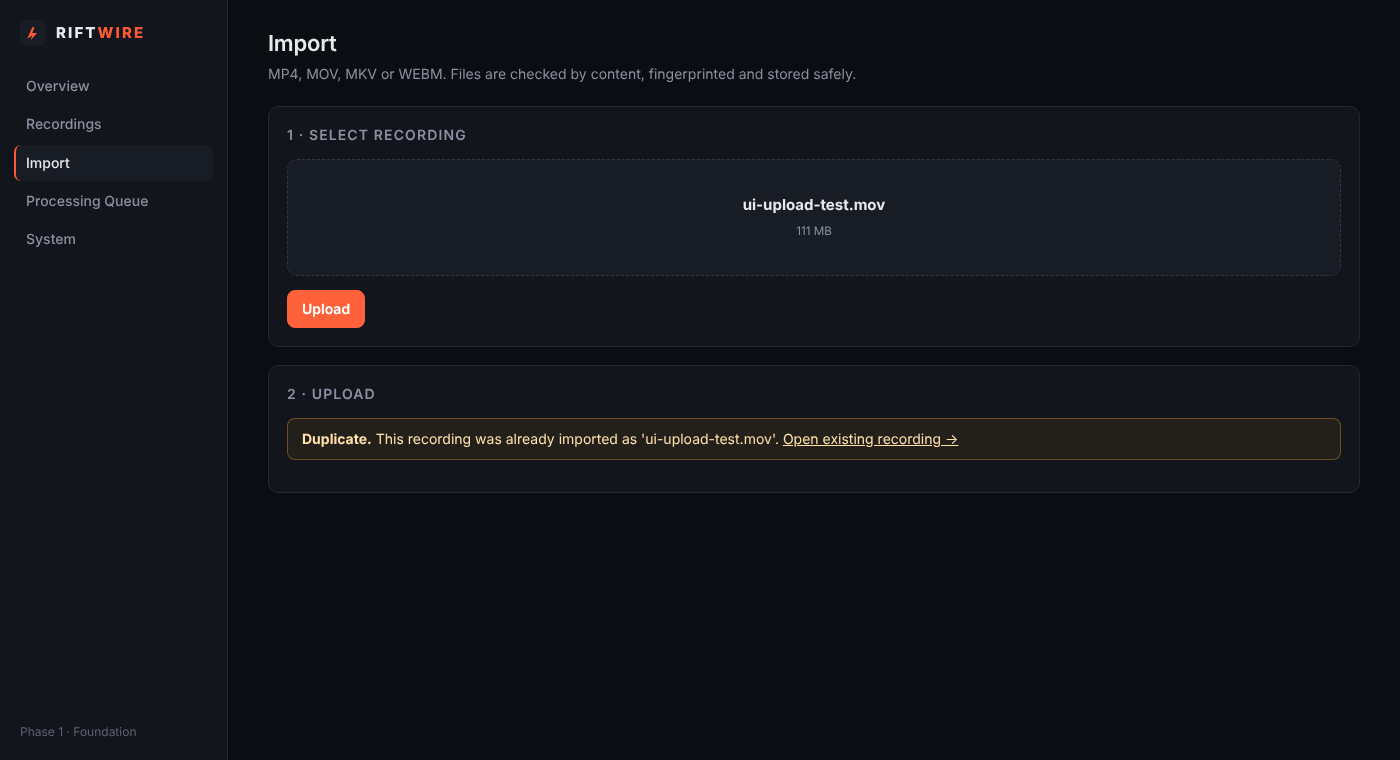 RIFTWIRE
Overview
Recordings
Import
Processing Queue
System
Phase 1 · Foundation
Import
MP4, MOV, MKV or WEBM. Files are checked by content, fingerprinted and stored safely.
1 · SELECT RECORDING
ui-upload-test.mov
111 MB
Upload
2 · UPLOAD
Duplicate. This recording was already imported as 'ui-upload-test.mov'. Open existing recording →